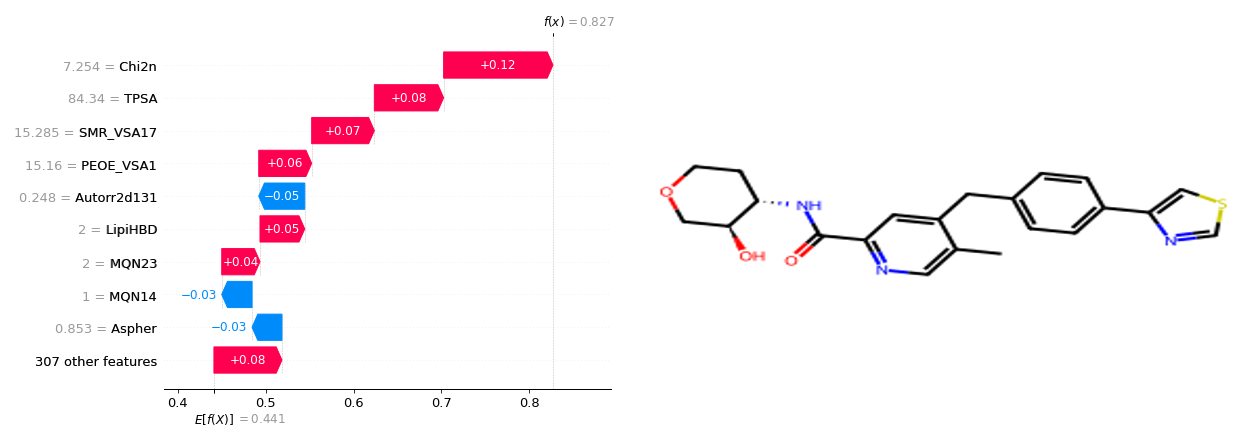 f(x) = 0.827
7.254 = Chi2n
+0.12
84.34 = TPSA
+0.08
15.285 = SMR_VSA17
+0.07
15.16 = PEOE_VSA1
+0.06
0.248 = Autorr2d131
−0.05
2 = LipiHBD
+0.05
2 = MQN23
+0.04
1 = MQN14
−0.03
0.853 = Aspher
−0.03
307 other features
+0.08
0.4 0.5 0.6 0.7 0.8
E[f(X)] = 0.441
O
NH
OH
O
N
N
S